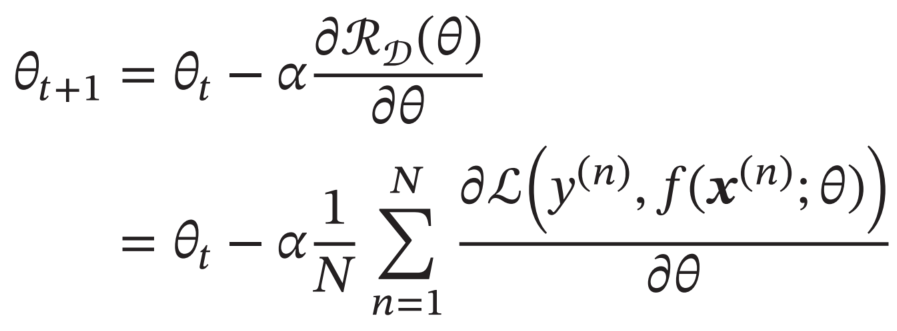 θ_{t+1} = θ_t − α ∂ℛ_𝒟(θ) / ∂θ
= θ_t − α (1/N) ∑_{n=1}^{N} ∂ℒ(y^{(n)}, f(𝒙^{(n)}; θ)) / ∂θ